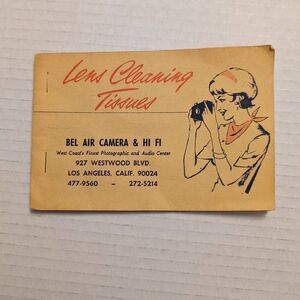 Lens Cleaning
Tissues
BEL AIR CAMERA & HI FI
West Coast's Finest Photographic and Audio Center
927 WESTWOOD BLVD.
LOS ANGELES, CALIF. 90024
477-9560 – 272-5214